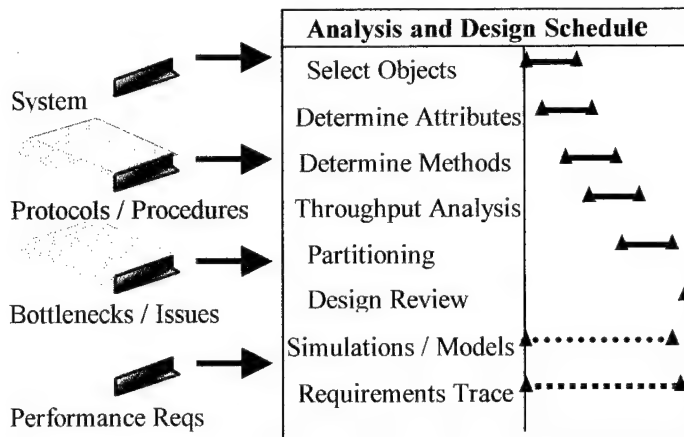 Analysis and Design Schedule
System
Select Objects
Determine Attributes
Protocols / Procedures
Determine Methods
Throughput Analysis
Bottlenecks / Issues
Partitioning
Design Review
Performance Reqs
Simulations / Models
Requirements Trace